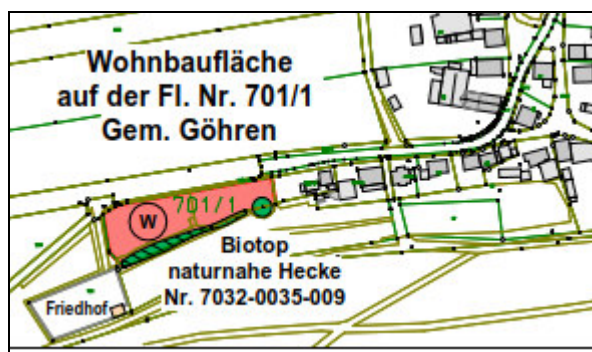 Wohnbaufläche
auf der Fl. Nr. 701/1
Gem. Göhren
701/1
W
Biotop
naturnahe Hecke
Nr. 7032-0035-009
Friedhof